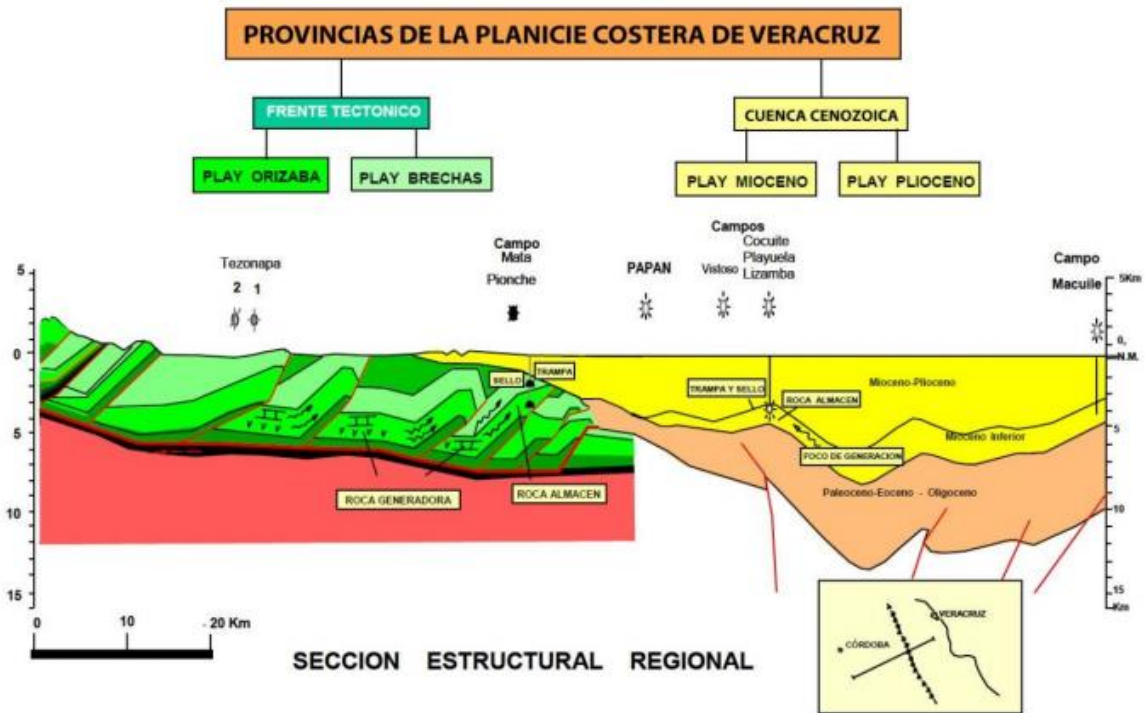 PROVINCIAS DE LA PLANICIE COSTERA DE VERACRUZ
FRENTE TECTONICO
CUENCA CENOZOICA
PLAY ORIZABA
PLAY BRECHAS
PLAY MIOCENO
PLAY PLIOCENO
Tezonapa
2 1
Campo
Mata
Pionche
PAPAN
Campos
Vistoso
Cocuite
Playuela
Lizamba
Campo
Macuile
5
0
5
10
15
5Km
0,
N.M.
5
10
15
Km
SELLO
TRAMPA
TRAMPA Y SELLO
ROCA ALMACEN
Mioceno-Plioceno
Mioceno Inferior
FOCO DE GENERACION
Paleoceno-Eoceno - Oligoceno
ROCA GENERADORA
ROCA ALMACEN
0 10 20 Km
SECCION ESTRUCTURAL REGIONAL
VERACRUZ
CÓRDOBA